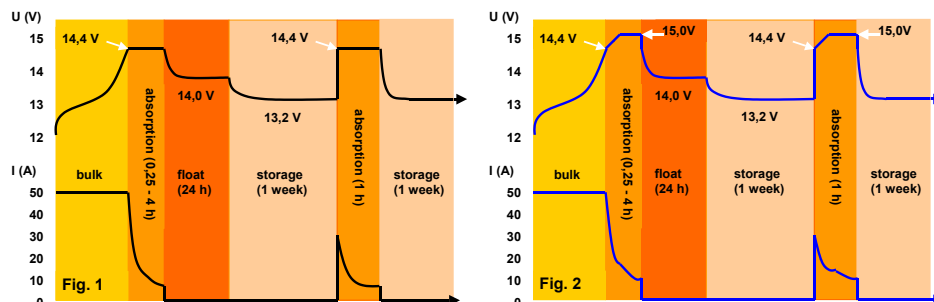 U (V)
15
14
13
12
I (A)
50
40
30
20
10
0
14,4 V
14,0 V
13,2 V
14,4 V
bulk
absorption (0,25 - 4 h)
float
(24 h)
storage
(1 week)
absorption (1 h)
storage
(1 week)
Fig. 1
U (V)
15
14
13
12
I (A)
50
40
30
20
10
0
14,4 V
15,0V
14,0 V
13,2 V
14,4 V
15,0V
bulk
absorption (0,25 - 4 h)
float
(24 h)
storage
(1 week)
absorption (1 h)
storage
(1 week)
Fig. 2